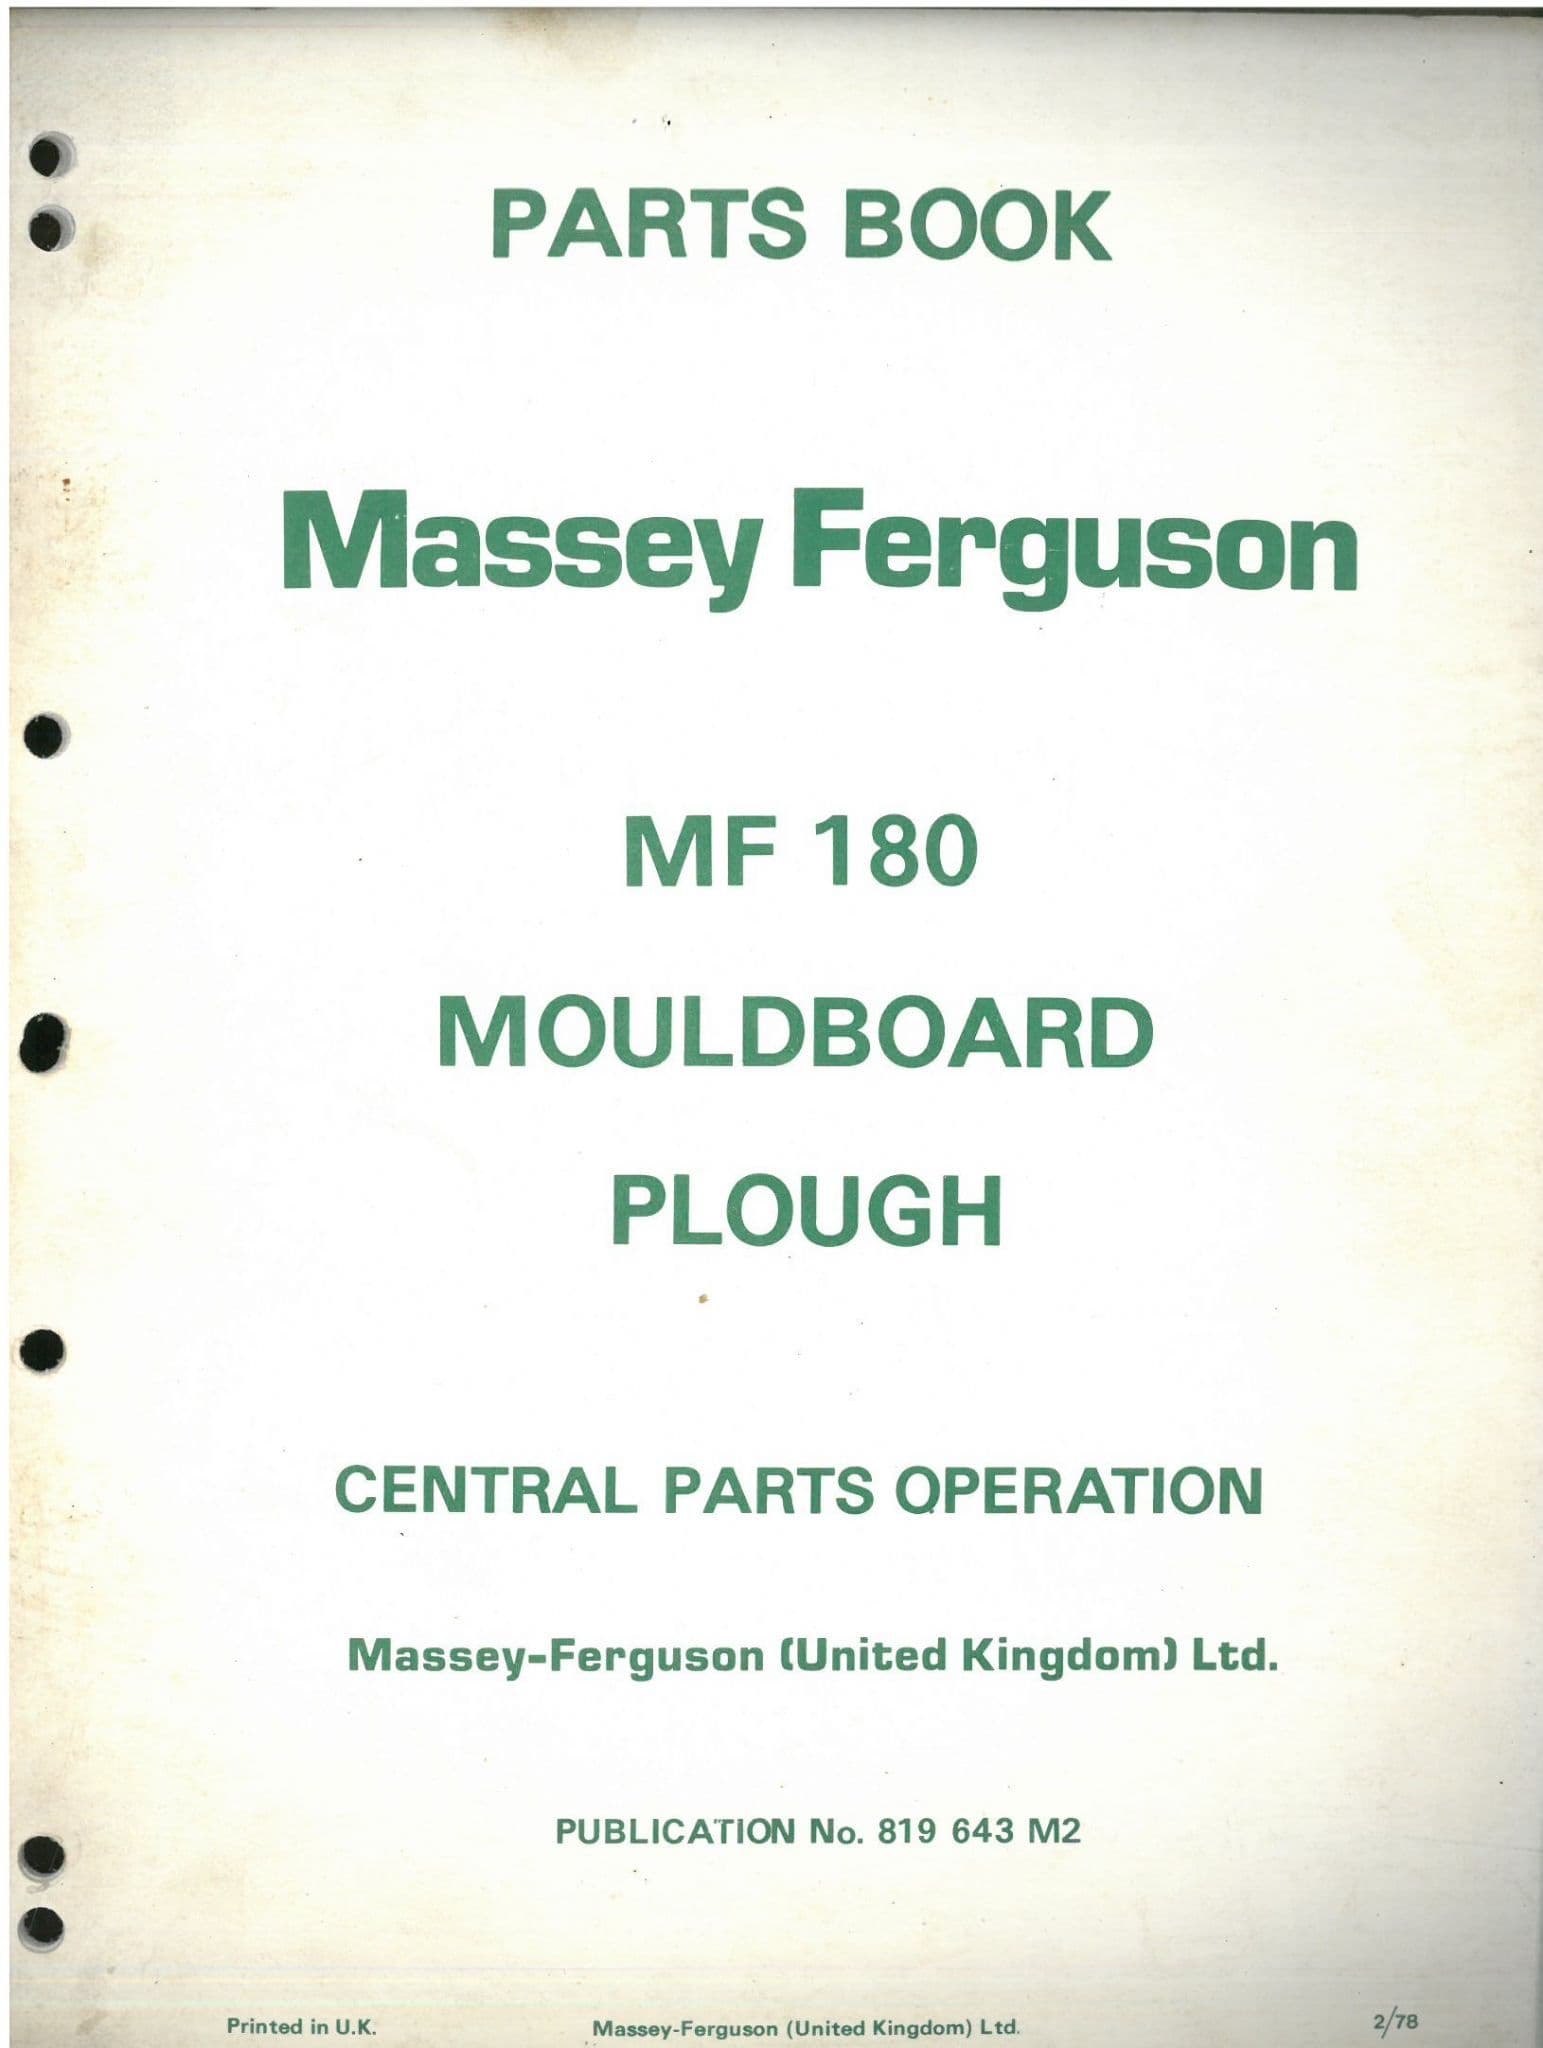 PARTS BOOK
Massey Ferguson
MF 180
MOULDBOARD
PLOUGH
CENTRAL PARTS OPERATION
Massey-Ferguson (United Kingdom) Ltd.
PUBLICATION No. 819 643 M2
Printed in U.K. Massey-Ferguson (United Kingdom) Ltd. 2/78